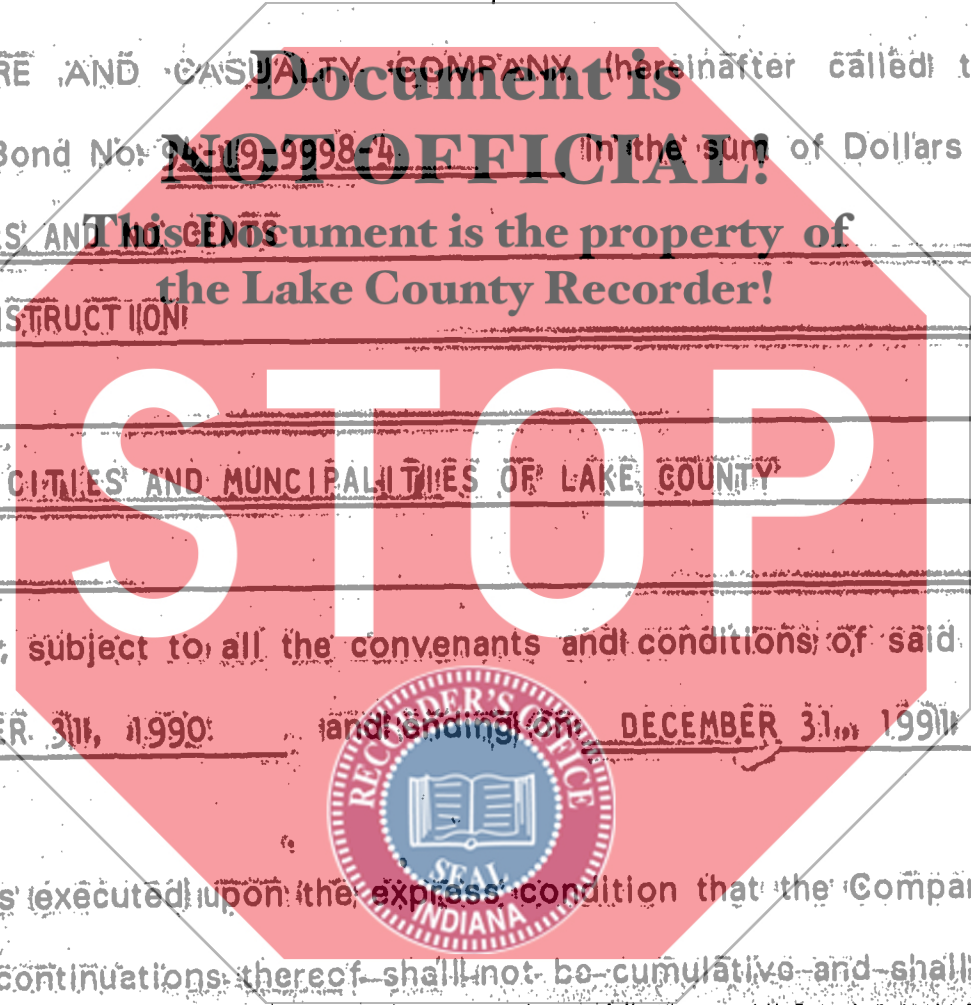 RE AND CASUALTY COMPANY (hereinafter called t
Document is
Bond No: in the sum of Dollars
NOT OFFICIAL!
S AND NO CENTS
This Document is the property of
the Lake County Recorder!
STRUCTION
STOP
CITIES AND MUNCIPALITIES OF LAKE COUNTY
subject to all the convenants and conditions of said
ER 31, 1990 and ending on DECEMBER 31, 1991
RECORDER'S OFFICE
SEAL
INDIANA
s executed upon the express condition that the Compan
continuations thereof shall not be cumulative and shall